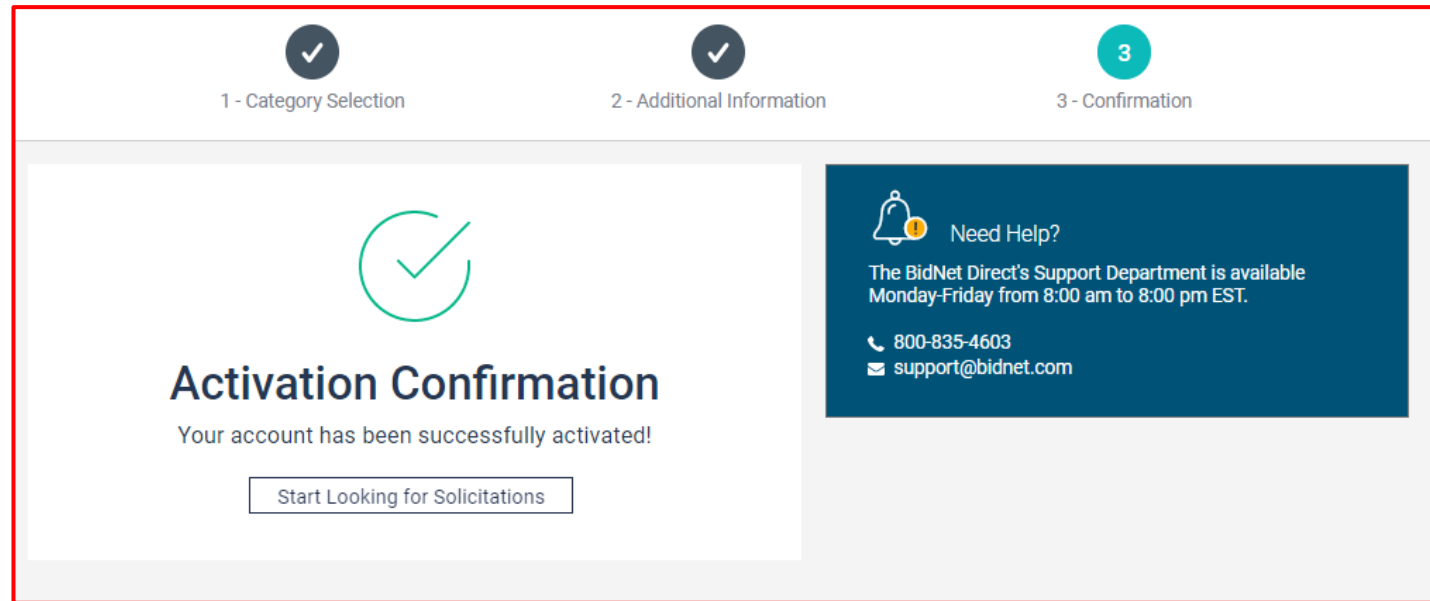 3
1 - Category Selection
2 - Additional Information
3 - Confirmation
Activation Confirmation
Your account has been successfully activated!
Start Looking for Solicitations
!
Need Help?
The BidNet Direct's Support Department is available
Monday-Friday from 8:00 am to 8:00 pm EST.
800-835-4603
support@bidnet.com